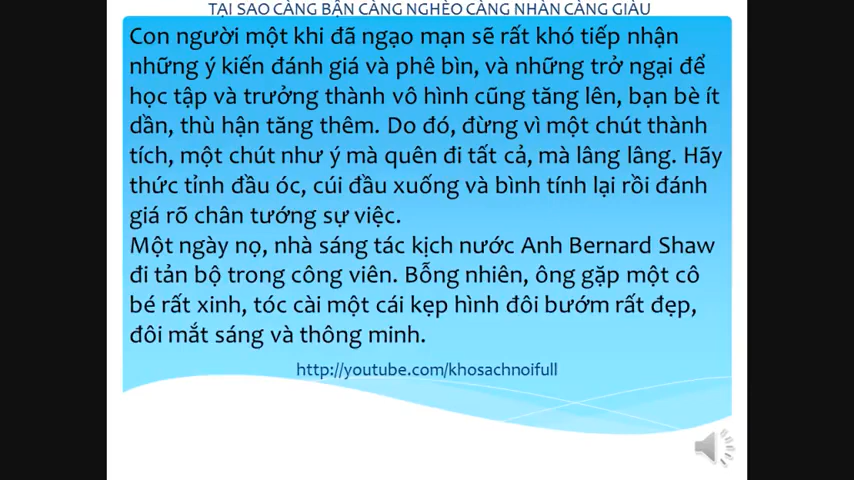 TẠI SAO CÀNG BẬN CÀNG NGHÈO CÀNG NHÀN CÀNG GIÀU
Con người một khi đã ngạo mạn sẽ rất khó tiếp nhận
những ý kiến đánh giá và phê bìn, và những trở ngại để
học tập và trưởng thành vô hình cũng tăng lên, bạn bè ít
dần, thù hận tăng thêm. Do đó, đừng vì một chút thành
tích, một chút như ý mà quên đi tất cả, mà lâng lâng. Hãy
thức tỉnh đầu óc, cúi đầu xuống và bình tính lại rồi đánh
giá rõ chân tướng sự việc.
Một ngày nọ, nhà sáng tác kịch nước Anh Bernard Shaw
đi tản bộ trong công viên. Bỗng nhiên, ông gặp một cô
bé rất xinh, tóc cài một cái kẹp hình đôi bướm rất đẹp,
đôi mắt sáng và thông minh.
http://youtube.com/khosachnoifull